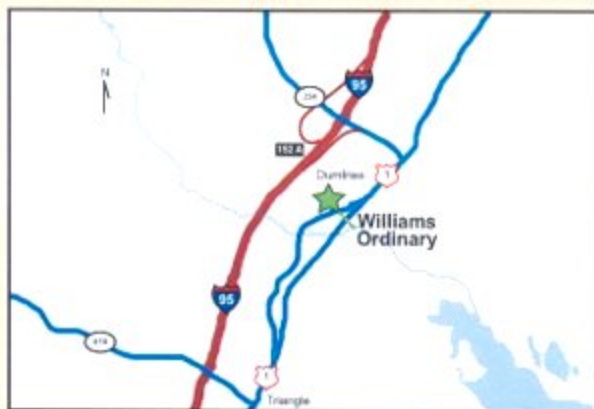 N
95
234
152 A
Dumfries
1
Williams
Ordinary
95
619
1
Triangle